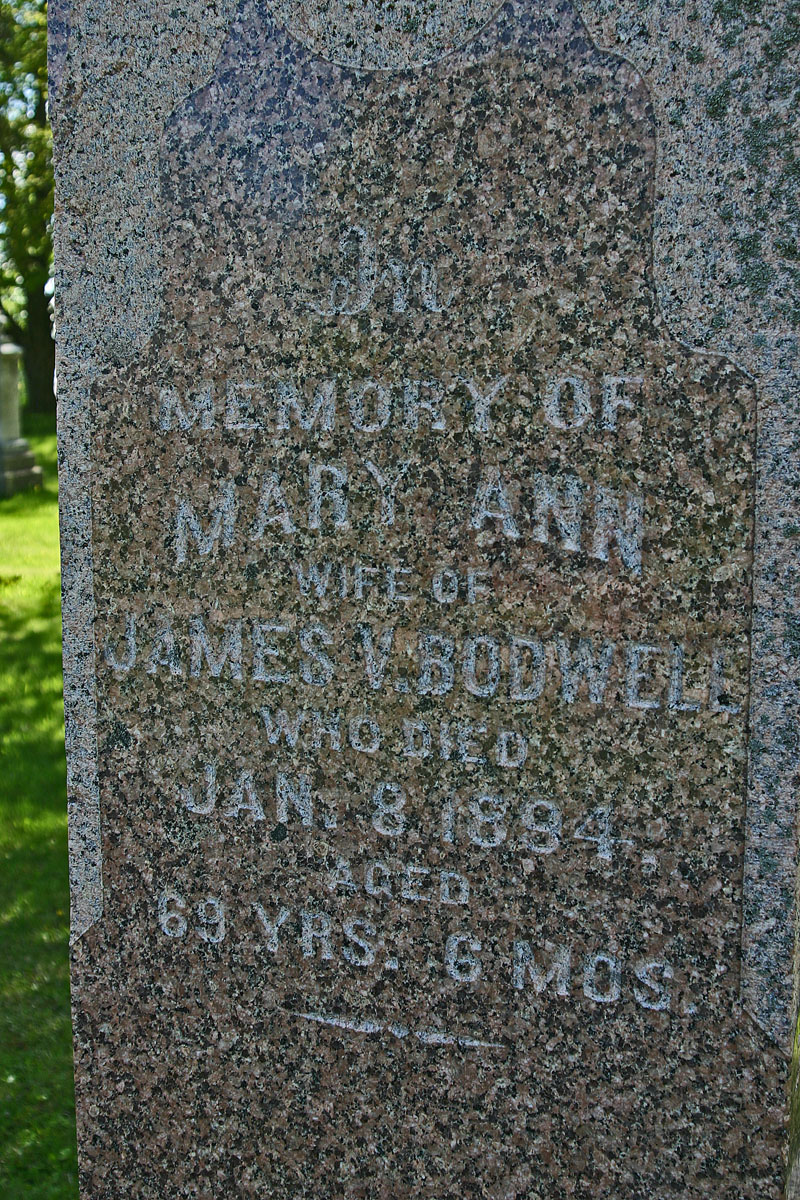 In
MEMORY OF
MARY ANN
WIFE OF
JAMES V. BODWELL
WHO DIED
JAN. 8 1894.
AGED
69 YRS. 6 MOS.